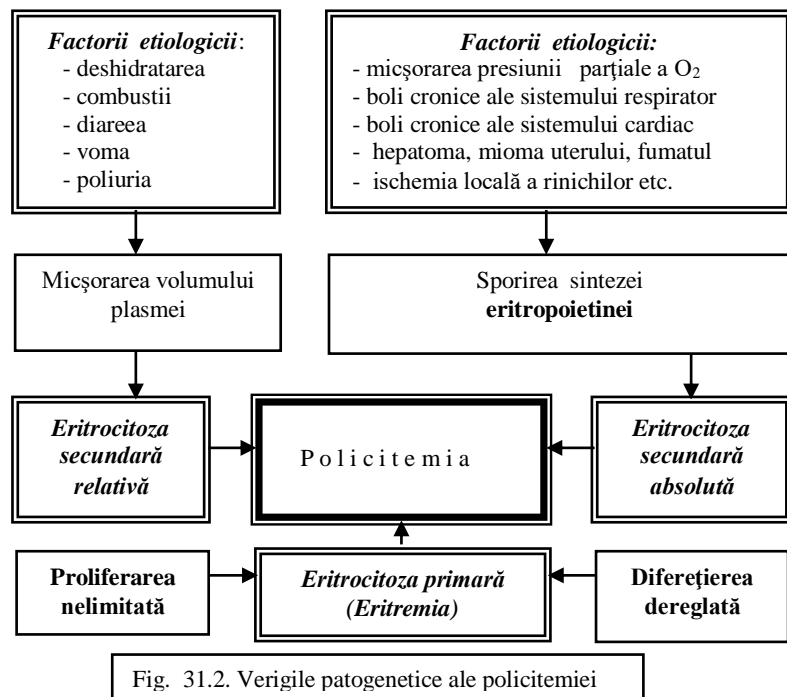 Factorii etiologicii:
- deshidratarea
- combustii
- diareea
- voma
- poliuria
Factorii etiologicii:
- micşorarea presiunii parţiale a O₂
- boli cronice ale sistemului respirator
- boli cronice ale sistemului cardiac
- hepatoma, mioma uterului, fumatul
- ischemia locală a rinichilor etc.
Micşorarea volumului
plasmei
Sporirea sintezei
eritropoietinei
Eritrocitoza
secundară
relativă
Policitemia
Eritrocitoza
secundară
absolută
Proliferarea
nelimitată
Eritrocitoza primară
(Eritremia)
Difereţierea
dereglată
Fig. 31.2. Verigile patogenetice ale policitemiei